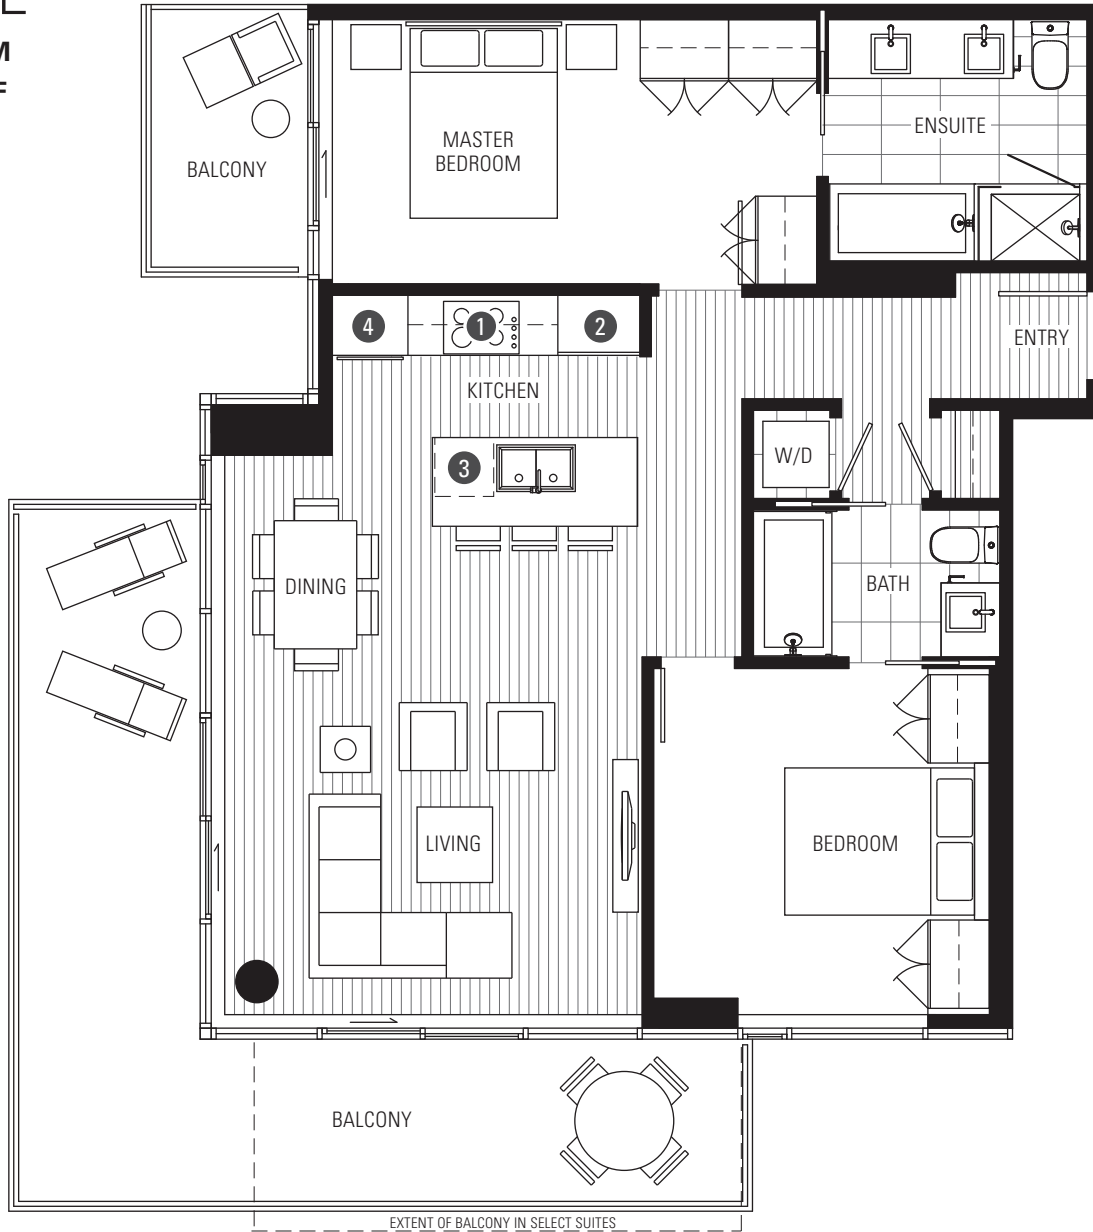 BALCONY
MASTER
BEDROOM
ENSUITE
4
1
2
ENTRY
KITCHEN
3
W/D
DINING
BATH
LIVING
BEDROOM
BALCONY
EXTENT OF BALCONY IN SELECT SUITES